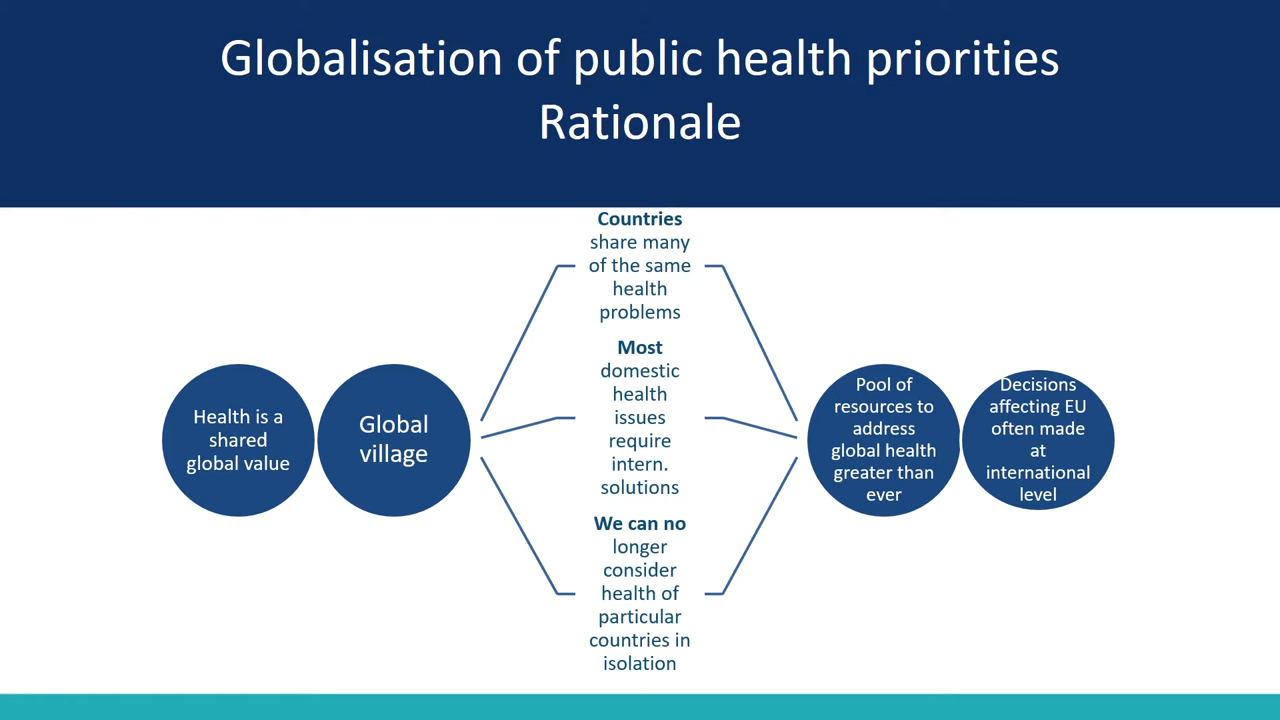 Globalisation of public health priorities
Rationale
Health is a
shared
global value
Global
village
Countries
share many
of the same
health
problems
Most
domestic
health
issues
require
intern.
solutions
We can no
longer
consider
health of
particular
countries in
isolation
Pool of
resources to
address
global health
greater than
ever
Decisions
affecting EU
often made
at
international
level